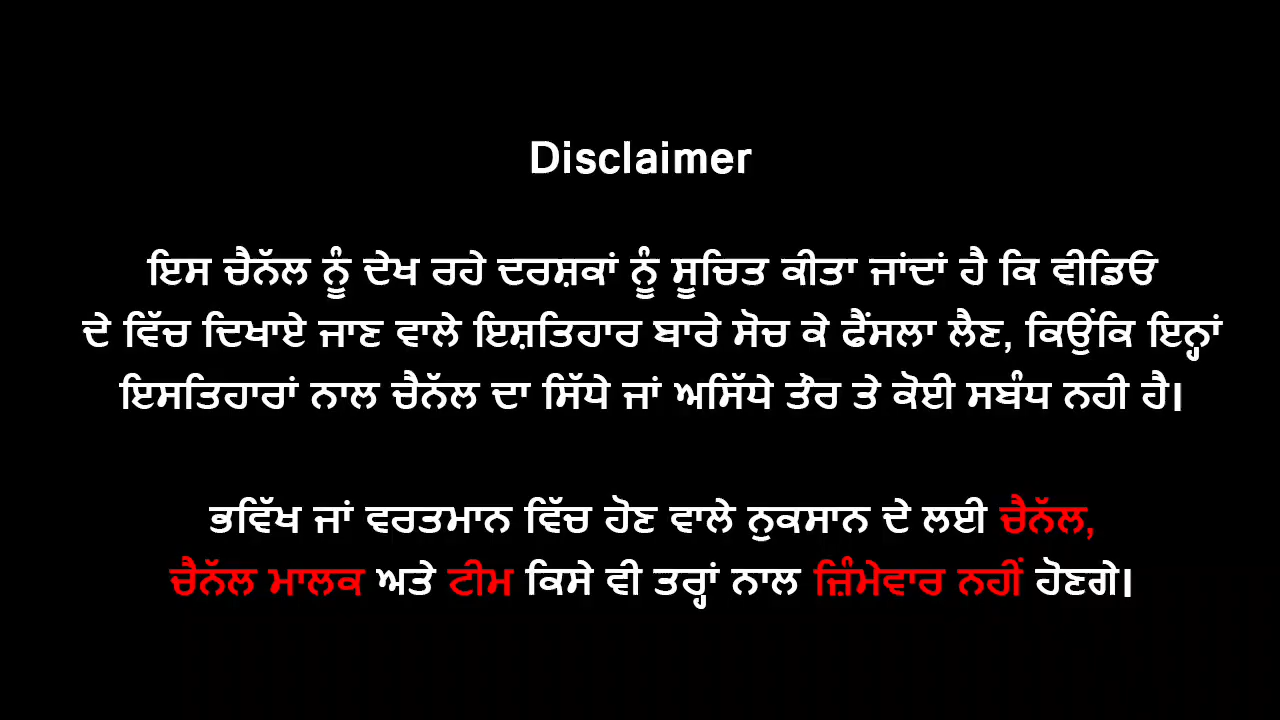 Disclaimer
ਇਸ ਚੈਨੱਲ ਨੂੰ ਦੇਖ ਰਹੇ ਦਰਸ਼ਕਾਂ ਨੂੰ ਸੂਚਿਤ ਕੀਤਾ ਜਾਂਦਾਂ ਹੈ ਕਿ ਵੀਡਿਓ
ਦੇ ਵਿੱਚ ਦਿਖਾਏ ਜਾਣ ਵਾਲੇ ਇਸ਼ਤਿਹਾਰ ਬਾਰੇ ਸੋਚ ਕੇ ਫੈਂਸਲਾ ਲੈਣ, ਕਿਉਂਕਿ ਇਨ੍ਹਾਂ
ਇਸਤਿਹਾਰਾਂ ਨਾਲ ਚੈਨੱਲ ਦਾ ਸਿੱਧੇ ਜਾਂ ਅਸਿੱਧੇ ਤੌਰ ਤੇ ਕੋਈ ਸਬੰਧ ਨਹੀ ਹੈ।
ਭਵਿੱਖ ਜਾਂ ਵਰਤਮਾਨ ਵਿੱਚ ਹੋਣ ਵਾਲੇ ਨੁਕਸਾਨ ਦੇ ਲਈ ਚੈਨੱਲ,
ਚੈਨੱਲ ਮਾਲਕ ਅਤੇ ਟੀਮ ਕਿਸੇ ਵੀ ਤਰ੍ਹਾਂ ਨਾਲ ਜ਼ਿੰਮੇਵਾਰ ਨਹੀਂ ਹੋਣਗੇ।